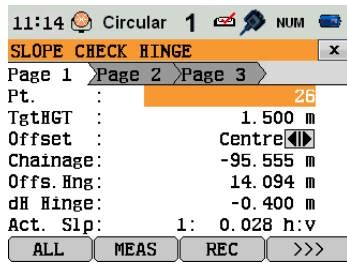 11:14 Circular 1 NUM
SLOPE CHECK HINGE x
Page 1 Page 2 Page 3
Pt. : 26
TgtHGT : 1.500 m
Offset : Centre
Chainage: -95.555 m
Offs.Hng: 14.094 m
dH Hinge: -0.400 m
Act. Slp: 1: 0.028 h:v
ALL MEAS REC >>>